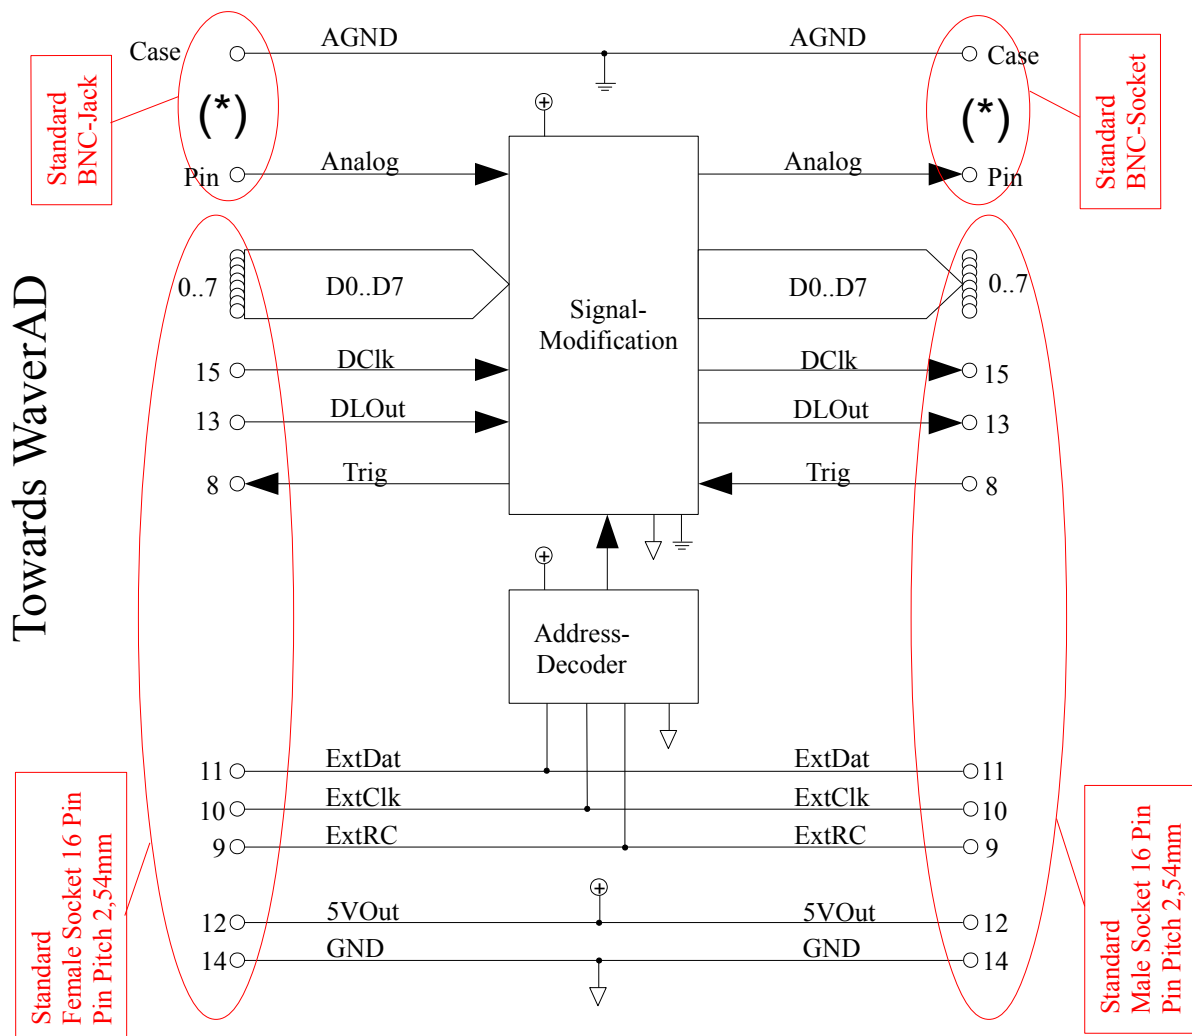 Case
AGND
AGND
Case
Standard
BNC-Jack
(*)
(*)
Standard
BNC-Socket
Pin
Analog
Analog
Pin
Towards WaverAD
0..7
D0..D7
Signal-
Modification
D0..D7
0..7
15
DClk
DClk
15
13
DLOut
DLOut
13
8
Trig
Trig
8
Address-
Decoder
11
ExtDat
ExtDat
11
10
ExtClk
ExtClk
10
9
ExtRC
ExtRC
9
12
5VOut
5VOut
12
14
GND
GND
14
Standard
Female Socket 16 Pin
Pin Pitch 2,54mm
Standard
Male Socket 16 Pin
Pin Pitch 2,54mm